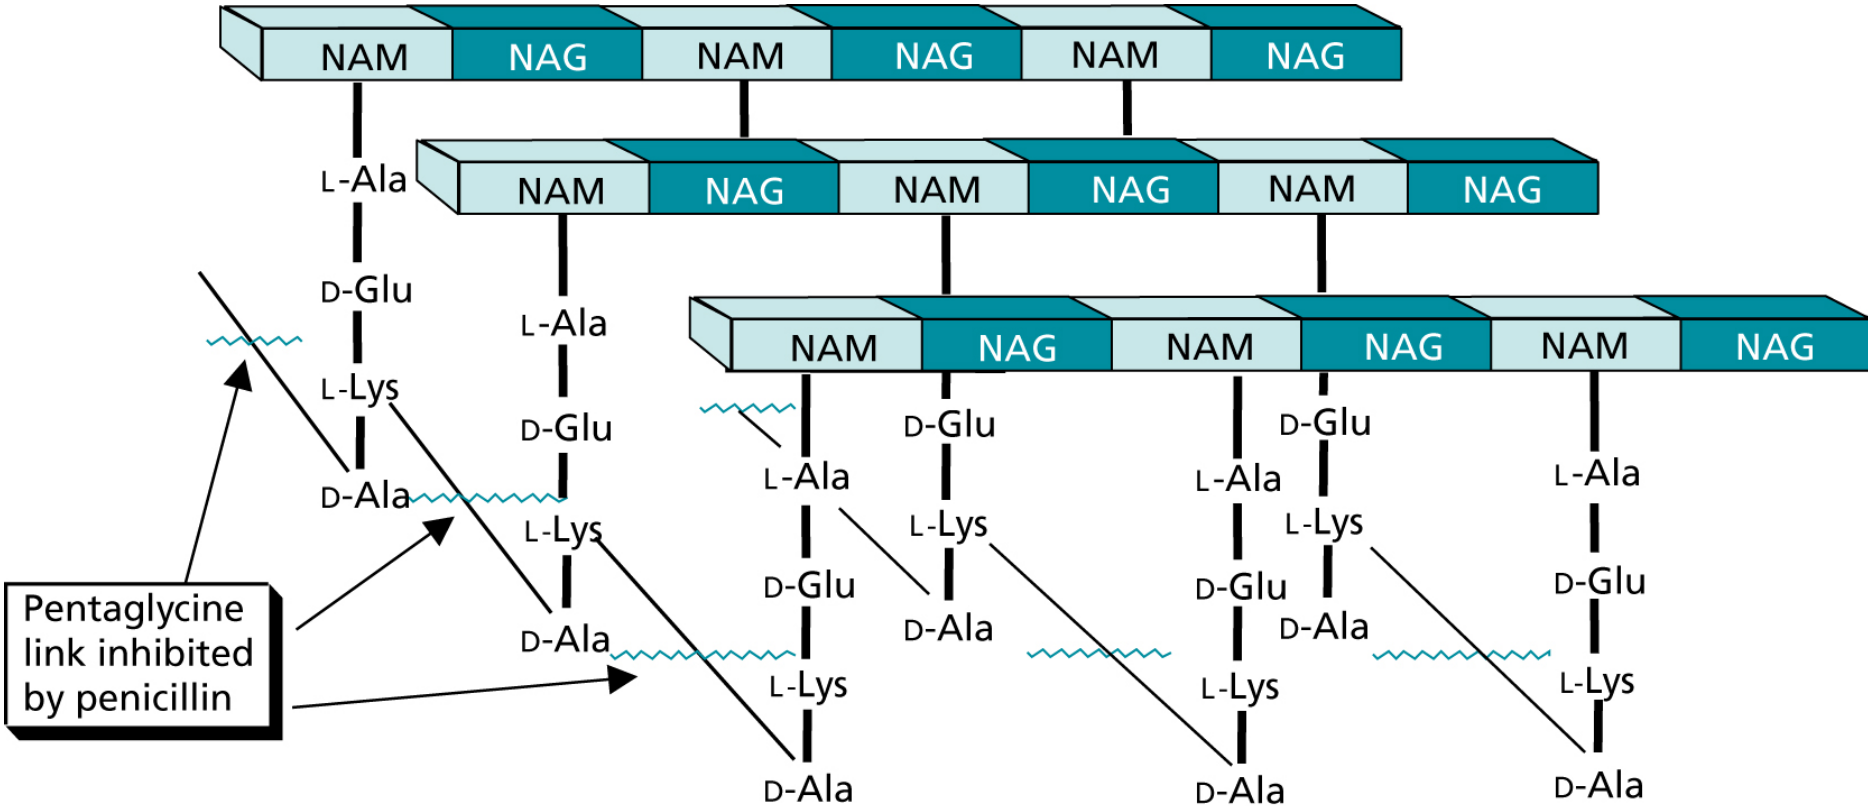 NAM NAG NAM NAG NAM NAG
NAM NAG NAM NAG NAM NAG
NAM NAG NAM NAG NAM NAG
L-Ala
D-Glu
L-Lys
D-Ala
L-Ala
D-Glu
L-Lys
D-Ala
L-Ala
D-Glu
L-Lys
D-Ala
D-Glu
L-Lys
D-Ala
L-Ala
D-Glu
L-Lys
D-Ala
D-Glu
L-Lys
D-Ala
L-Ala
D-Glu
L-Lys
D-Ala
Pentaglycine
link inhibited
by penicillin